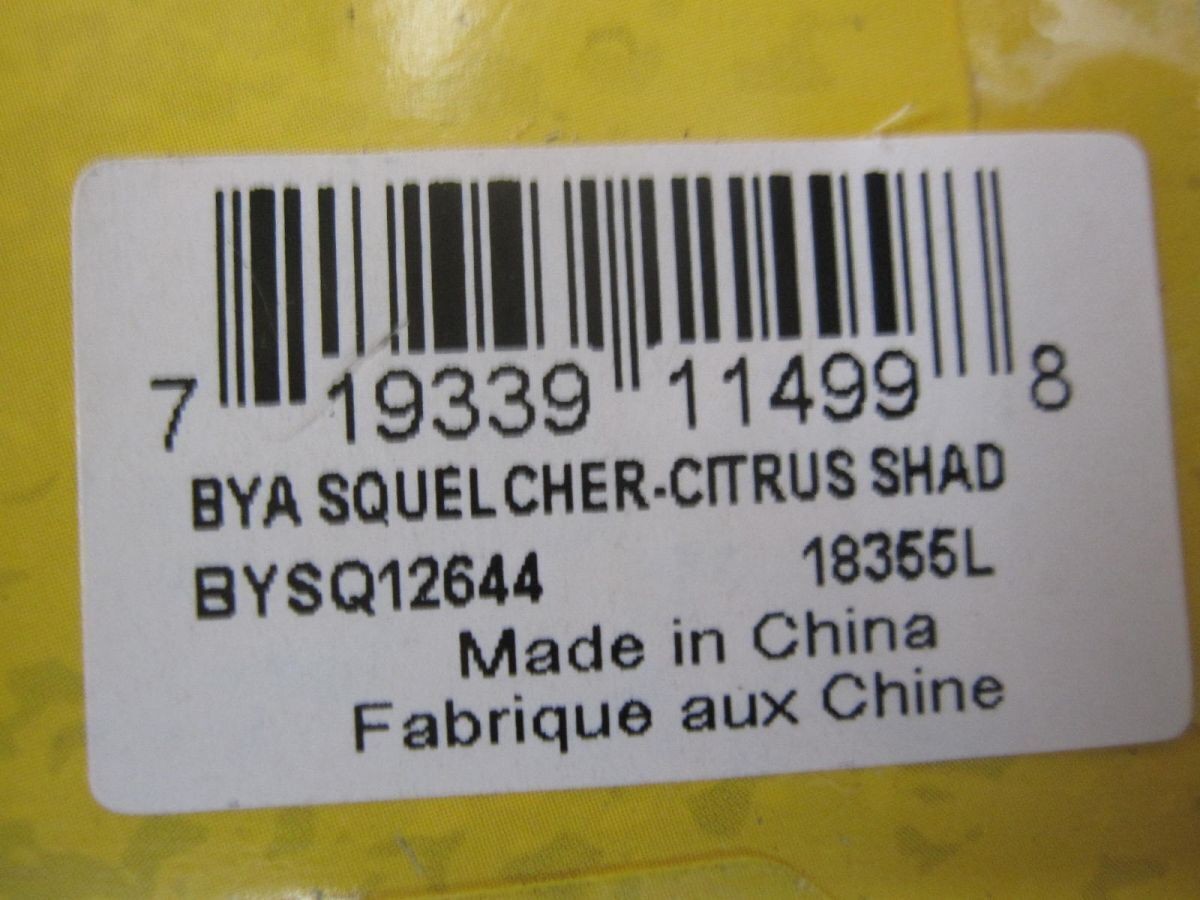 7 19339 11499 8
BYA SQUELCHER-CITRUS SHAD
BYSQ12644 18355L
Made in China
Fabrique aux Chine